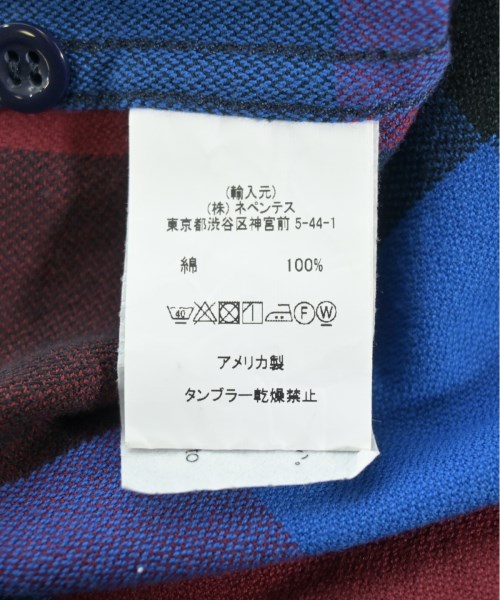 (輸入元)
(株) ネペンテス
東京都渋谷区神宮前 5-44-1
綿 100%
40 F W
アメリカ製
タンブラー乾燥禁止